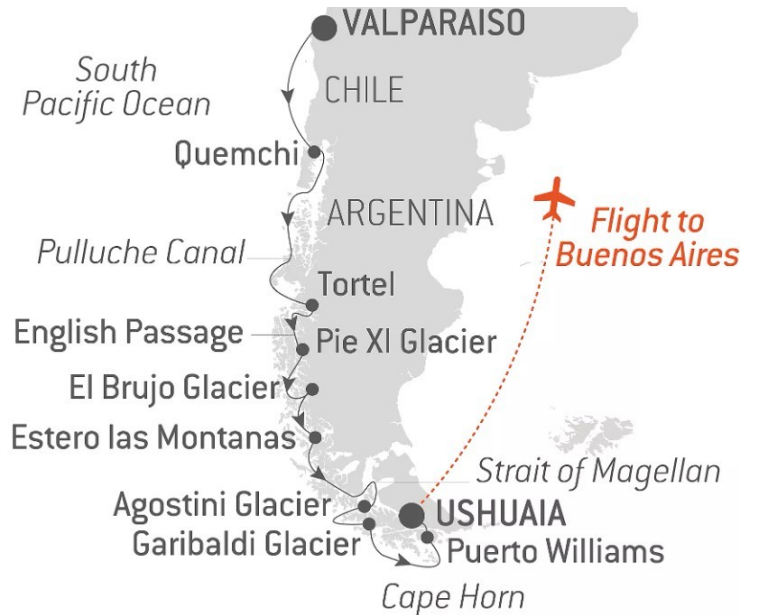 VALPARAISO
South
Pacific Ocean
CHILE
Quemchi
ARGENTINA
Flight to
Buenos Aires
Pulluche Canal
Tortel
English Passage
Pie XI Glacier
El Brujo Glacier
Estero las Montanas
Strait of Magellan
Agostini Glacier
USHUAIA
Garibaldi Glacier
Puerto Williams
Cape Horn